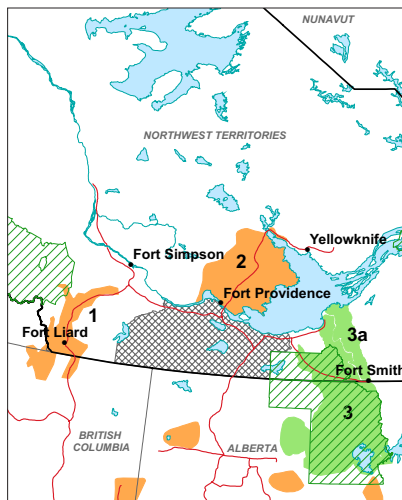 NUNAVUT
NORTHWEST TERRITORIES
Yellowknife
Fort Simpson
2
Fort Providence
1
Fort Liard
3a
Fort Smith
3
BRITISH
COLUMBIA
ALBERTA